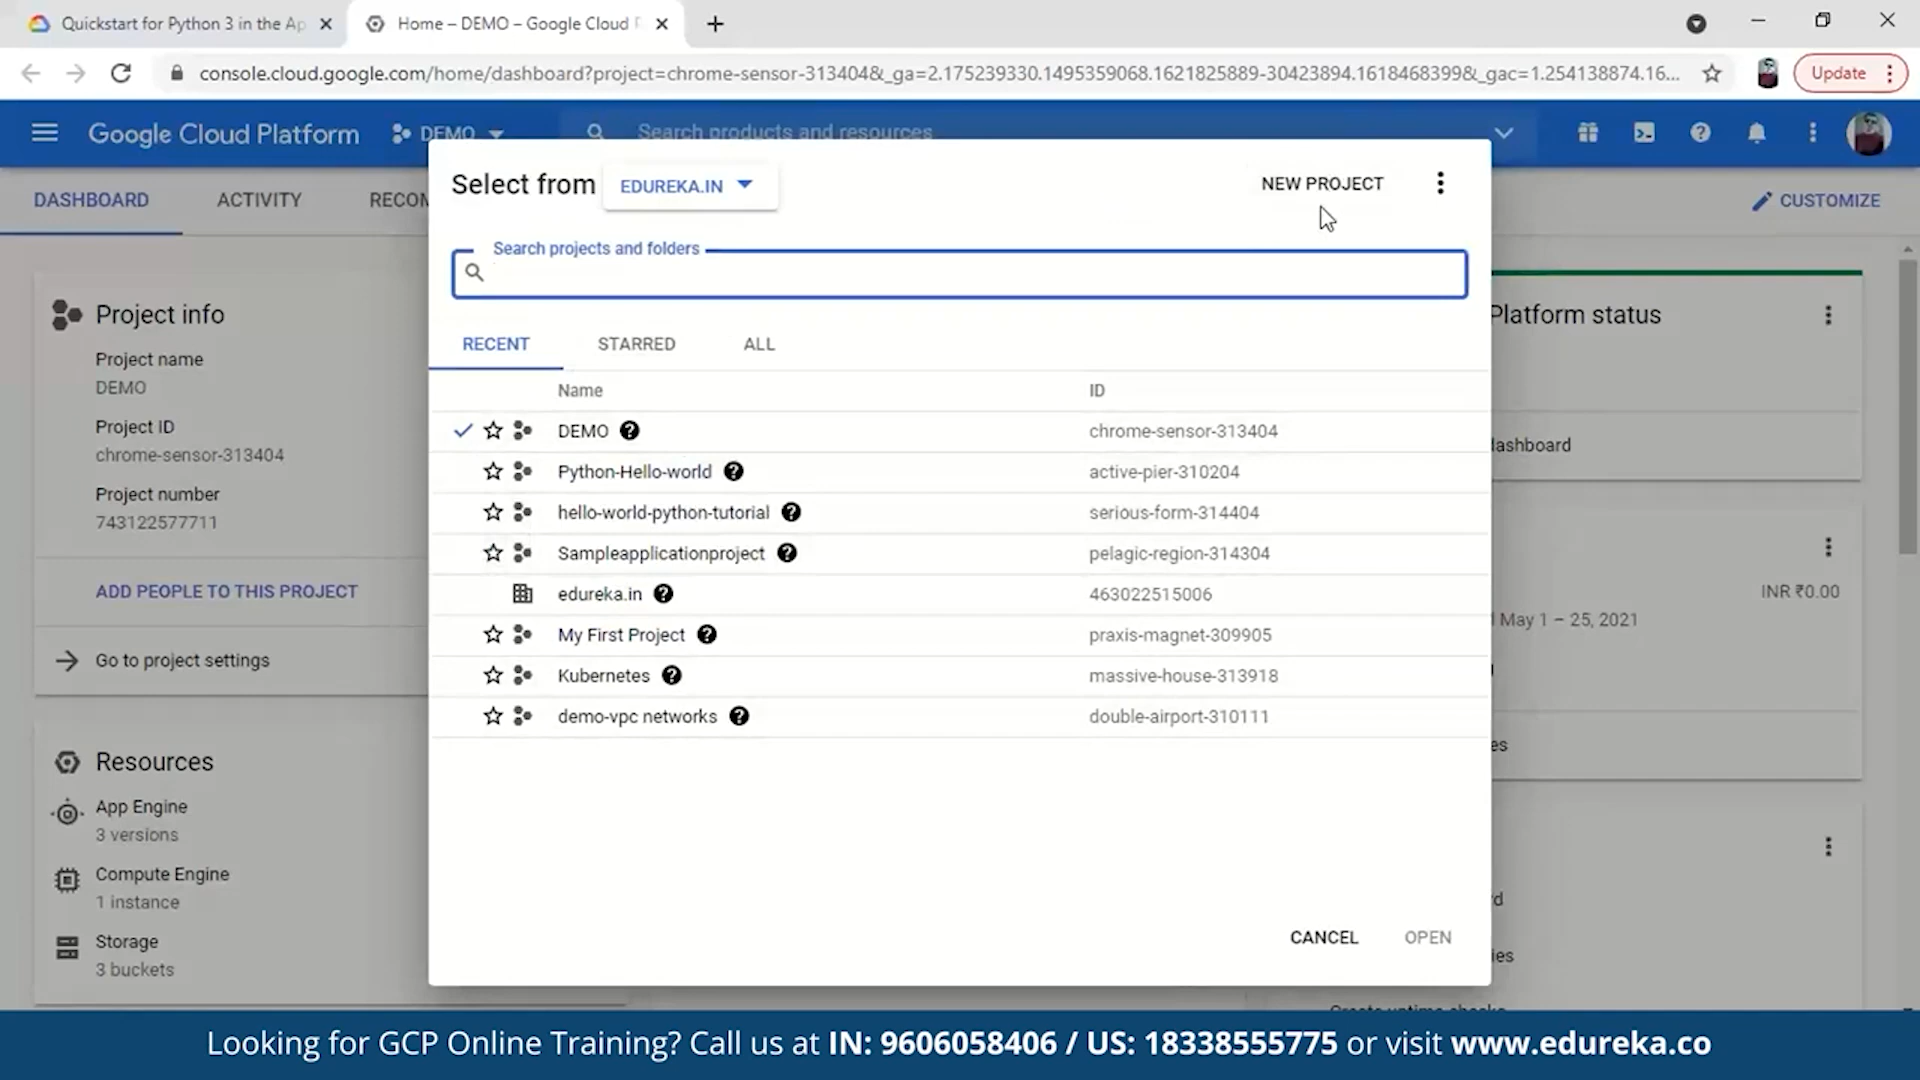 Quickstart for Python 3 in the Ap
Home – DEMO – Google Cloud
console.cloud.google.com/home/dashboard?project=chrome-sensor-313404&_ga=2.175239330.1495359068.1621825889-30423894.1618468399&_gac=1.254138874.16...
Update
Google Cloud Platform
DEMO
Search products and resources
DASHBOARD
ACTIVITY
RECOM
CUSTOMIZE
Select from
EDUREKA.IN
NEW PROJECT
Search projects and folders
RECENT
STARRED
ALL
Name
ID
DEMO
chrome-sensor-313404
Python-Hello-world
active-pier-310204
hello-world-python-tutorial
serious-form-314404
Sampleapplicationproject
pelagic-region-314304
edureka.in
463022515006
My First Project
praxis-magnet-309905
Kubernetes
massive-house-313918
demo-vpc networks
double-airport-310111
CANCEL
OPEN
Project info
Project name
DEMO
Project ID
chrome-sensor-313404
Project number
743122577711
ADD PEOPLE TO THIS PROJECT
Go to project settings
Resources
App Engine
3 versions
Compute Engine
1 instance
Storage
3 buckets
Platform status
dashboard
INR ₹0.00
May 1 – 25, 2021
es
rd
ies
Create uptime checks
Looking for GCP Online Training? Call us at IN: 9606058406 / US: 18338555775 or visit www.edureka.co